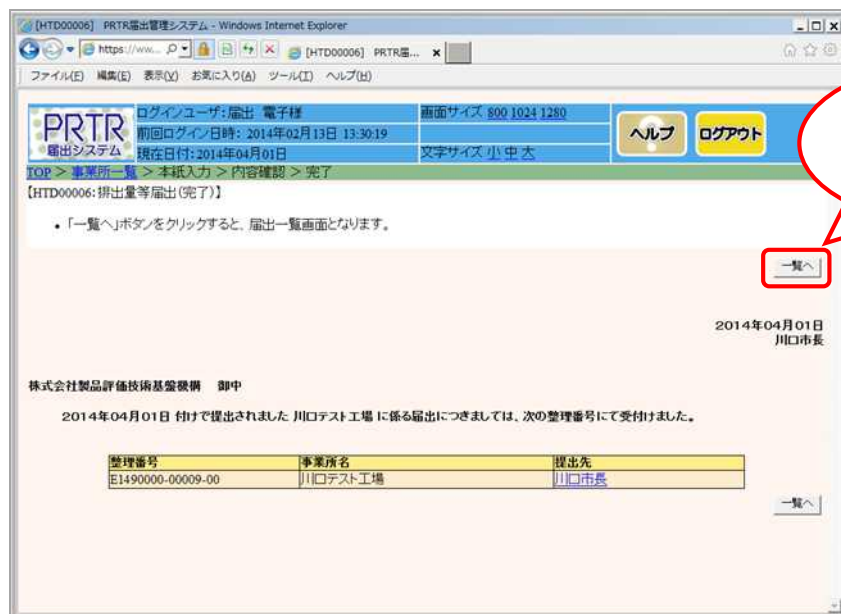 [HTD00006] PRTR届出管理システム - Windows Internet Explorer
https://ww... [HTD00006] PRTR届...
ファイル(F) 編集(E) 表示(V) お気に入り(A) ツール(T) ヘルプ(H)
PRTR
届出システム
ログインユーザ:届出 電子様 画面サイズ 800 1024 1280
前回ログイン日時: 2014年02月13日 13:30:19
現在日付:2014年04月01日 文字サイズ 小 中 大
ヘルプ ログアウト
TOP > 事業所一覧 > 本紙入力 > 内容確認 > 完了
【HTD00006:排出量等届出(完了)】
・「一覧へ」ボタンをクリックすると、届出一覧画面となります。
一覧へ
2014年04月01日
川口市長
株式会社製品評価技術基盤機構 御中
2014年04月01日 付けで提出されました 川口テスト工場 に係る届出につきましては、次の整理番号にて受付けました。
整理番号 事業所名 提出先
E1490000-00009-00 川口テスト工場 川口市長
一覧へ